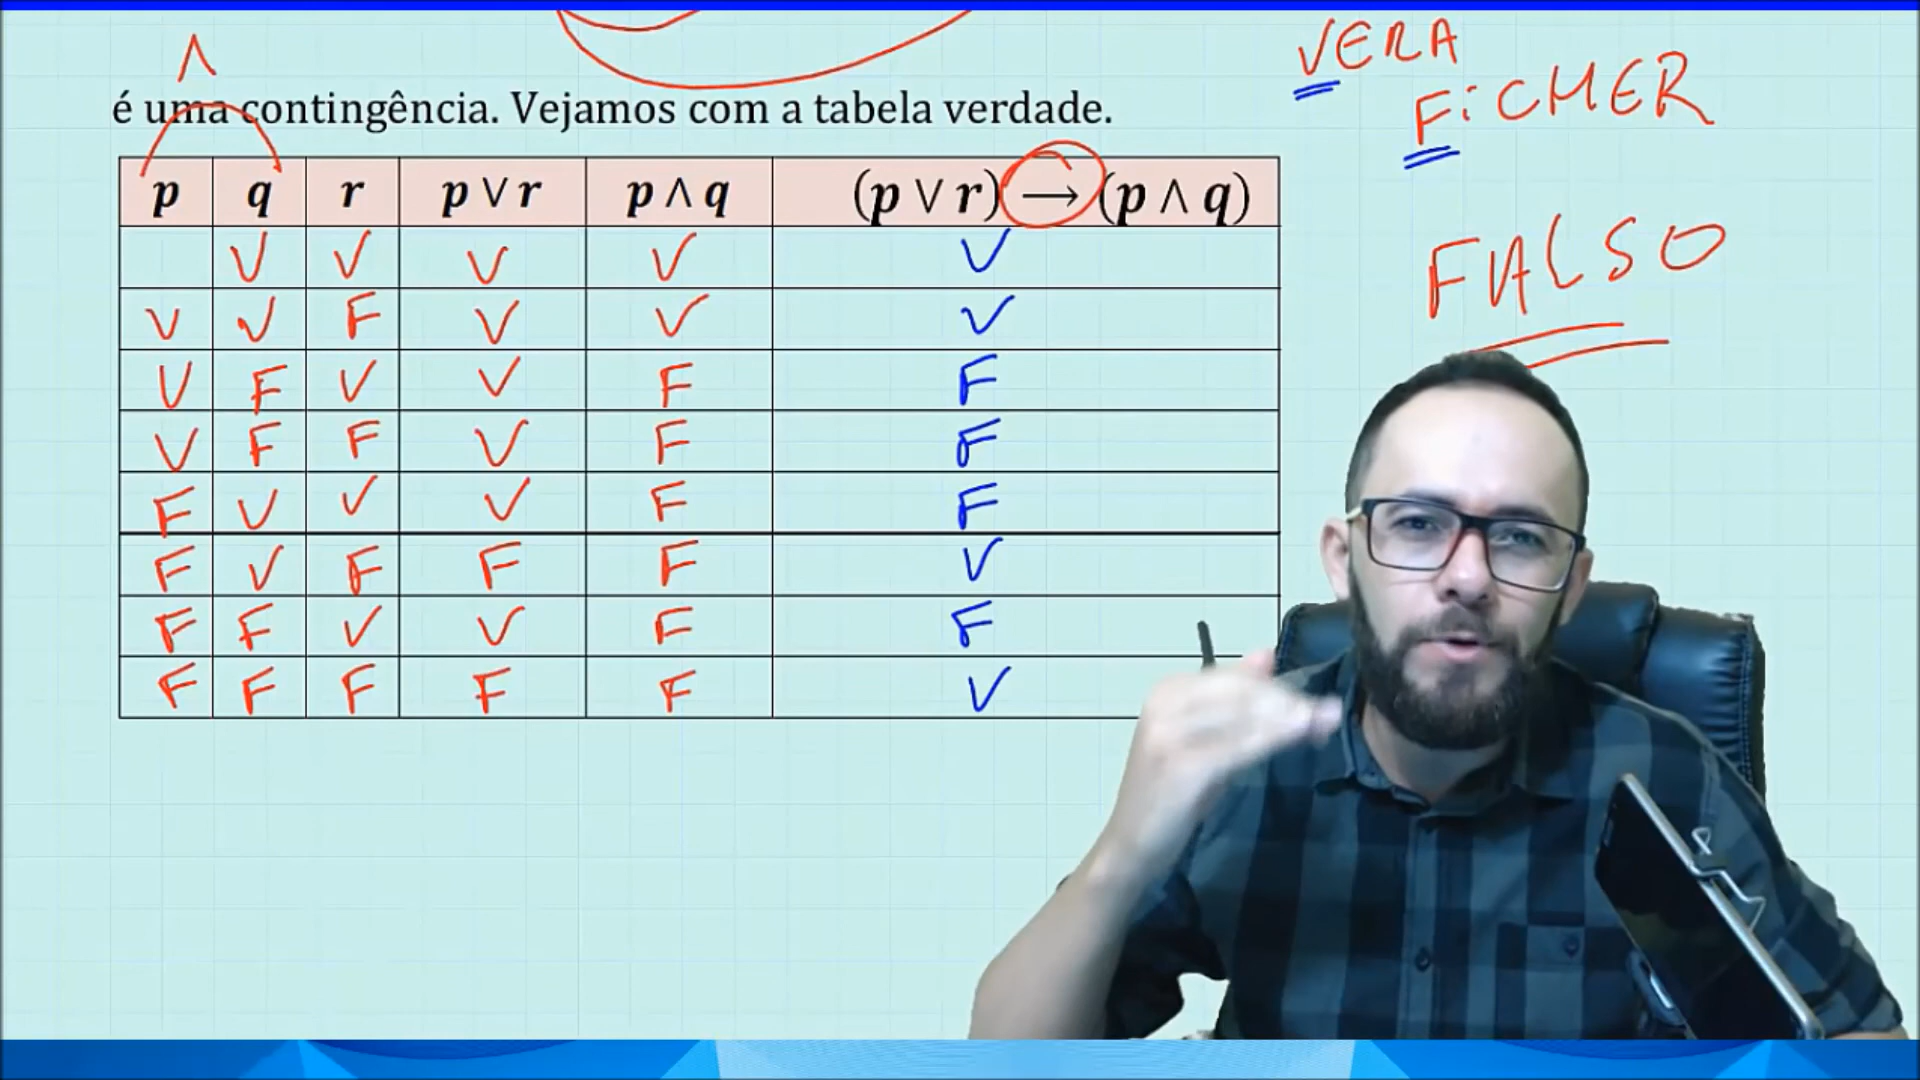 VERA
FiCHER
Λ
é uma contingência. Vejamos com a tabela verdade.
p q r p ∨ r p ∧ q (p ∨ r) → (p ∧ q)
V V V V V
V V F V V V
V F V V F F
V F F V F F
F V V V F F
F V F F F V
F F V V F F
F F F F F V
FALSO